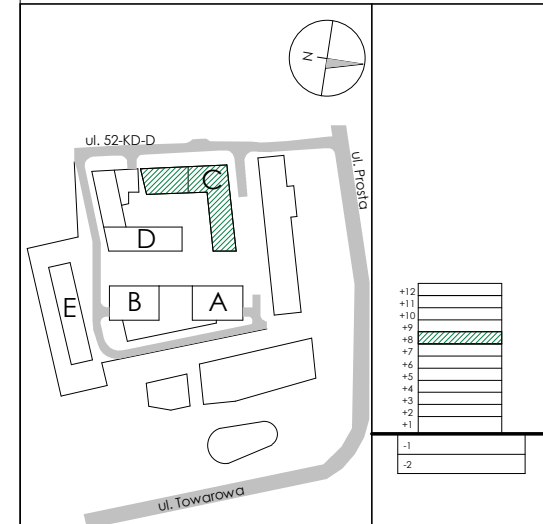 N
ul. 52-KD-D
ul. Prosta
C
D
E
B
A
ul. Towarowa
+12
+11
+10
+9
+8
+7
+6
+5
+4
+3
+2
+1
-1
-2